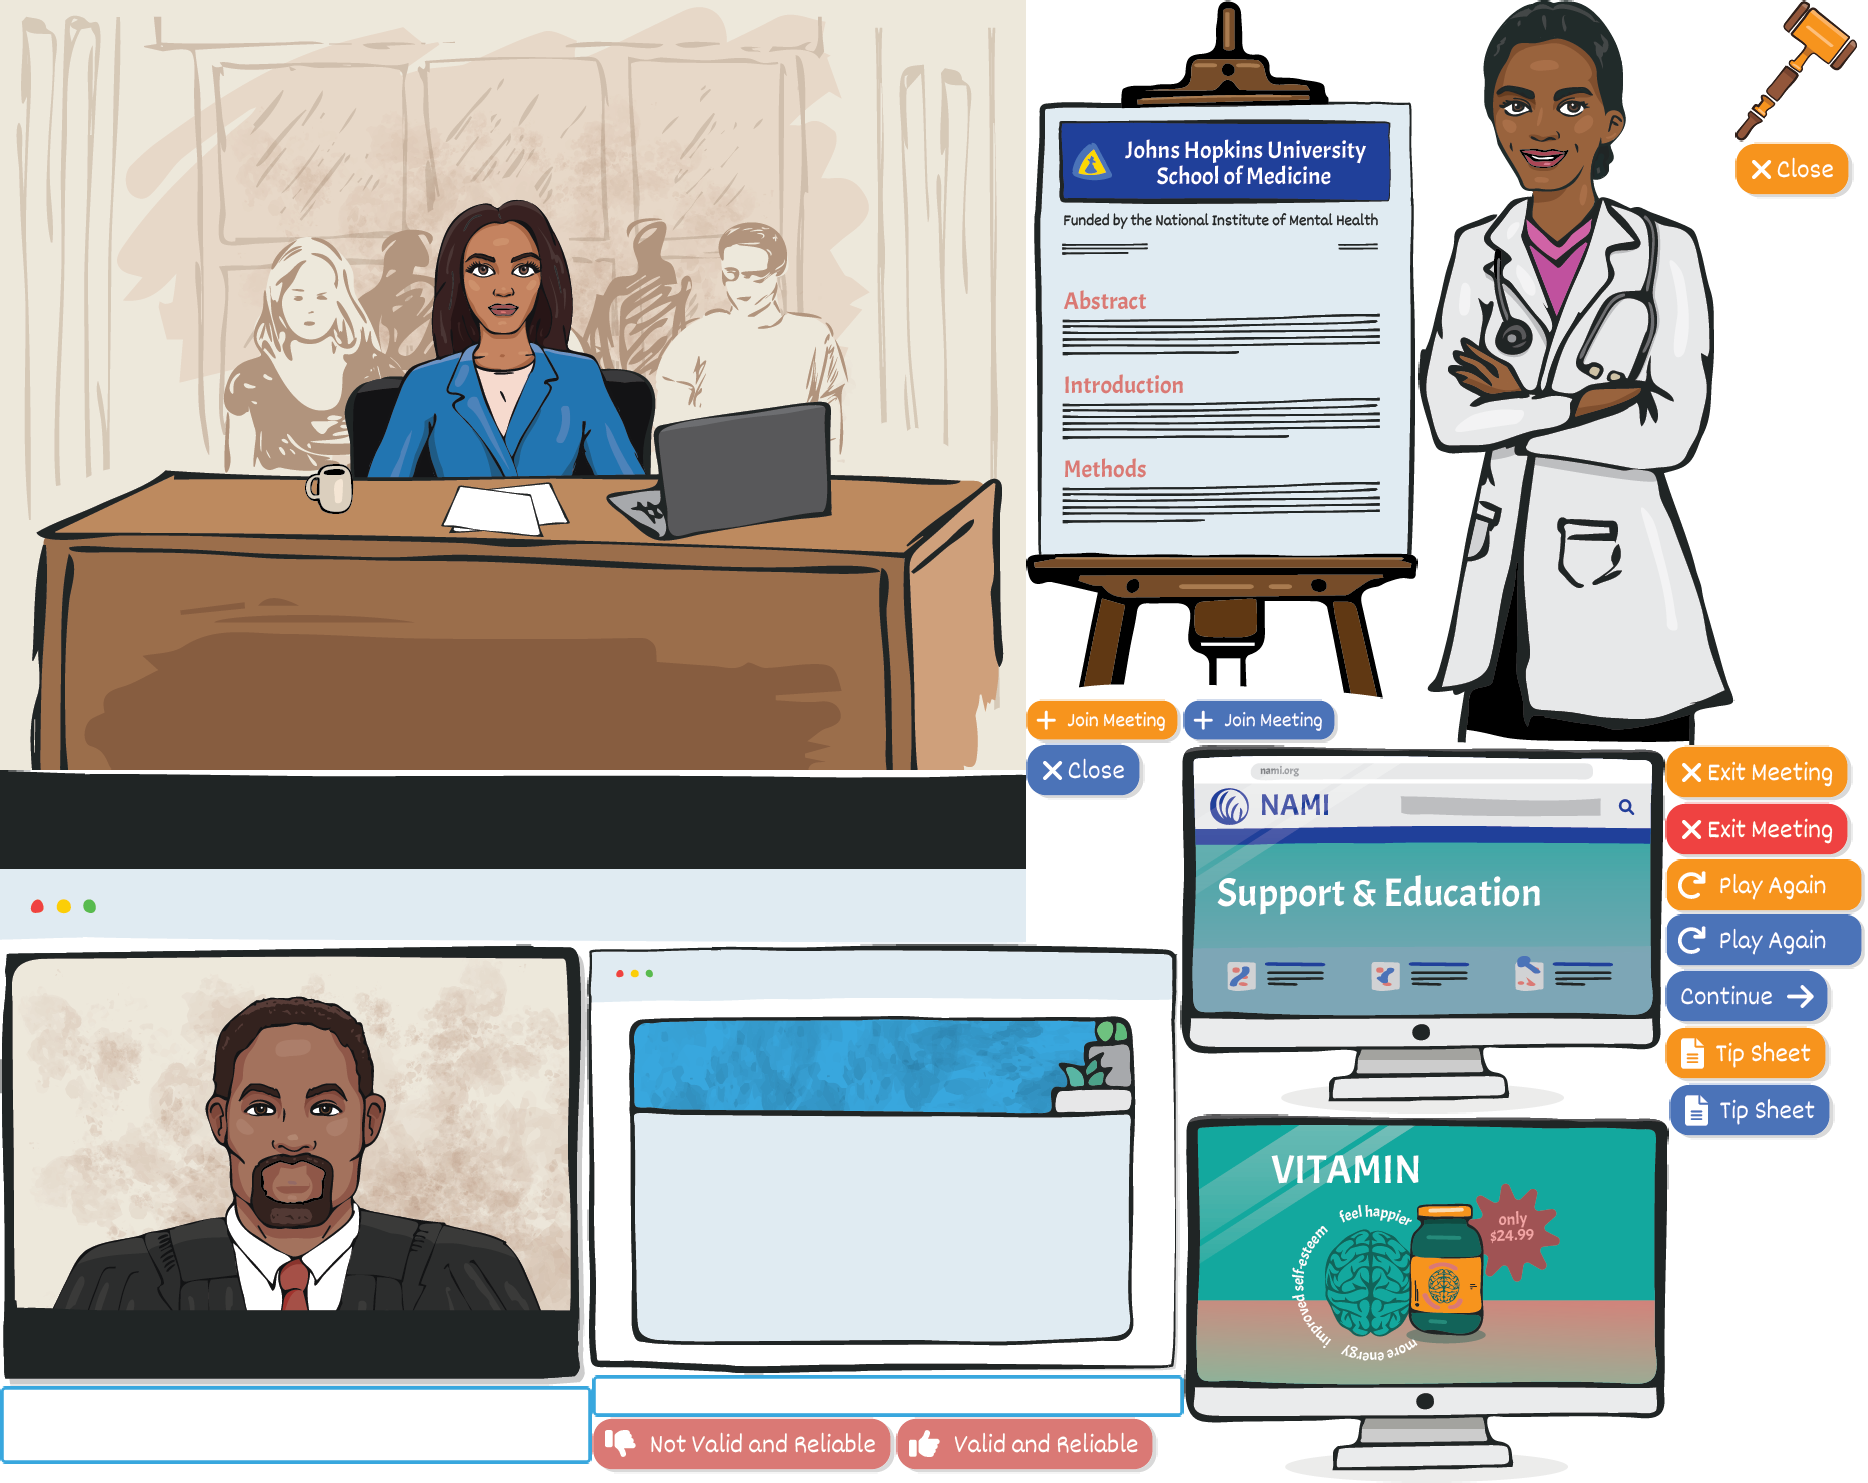 Johns Hopkins University
School of Medicine
Funded by the National Institute of Mental Health
Abstract
Introduction
Methods
Close
Join Meeting
Join Meeting
Close
nami.org
NAMI
Support & Education
Exit Meeting
Exit Meeting
Play Again
Play Again
Continue
Tip Sheet
Tip Sheet
VITAMIN
feel happier
improved self-esteem
more energy
only
$24.99
Not Valid and Reliable
Valid and Reliable